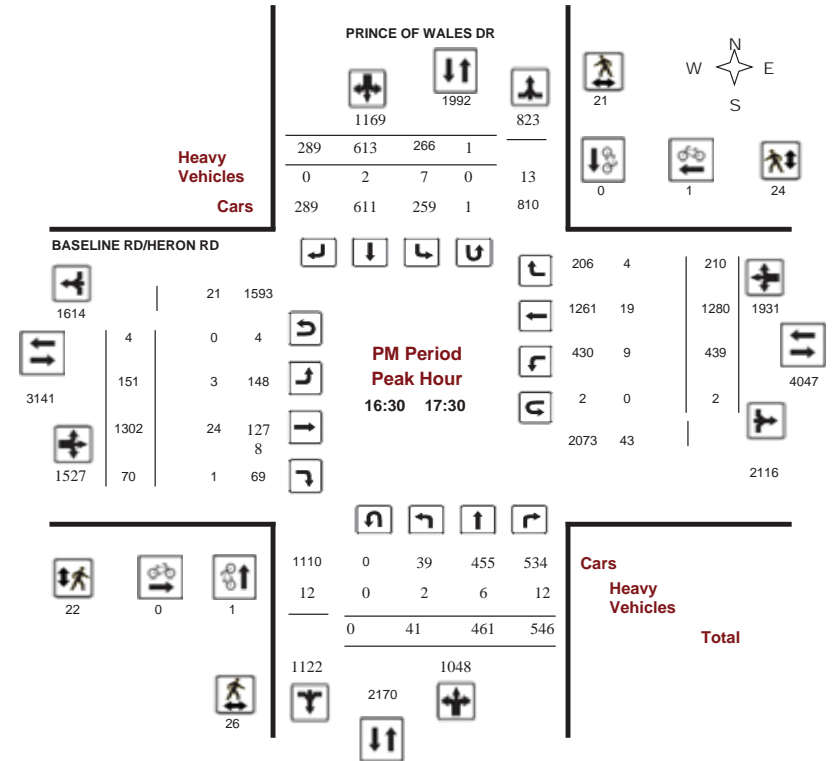 PRINCE OF WALES DR
N
W E
S
1992
21
1169 823
289 613 266 1
Heavy
Vehicles
0 2 7 0 13
Cars
289 611 259 1 810
0 1 24
BASELINE RD/HERON RD
1614
21 1593
3141
4 0 4
151 3 148
1302 24 127
8
1527 70 1 69
PM Period
Peak Hour
16:30 17:30
206 4 210
1261 19 1280 1931
430 9 439
4047
2 0 2
2073 43
2116
1110 0 39 455 534 Cars
12 0 2 6 12 Heavy
Vehicles
0 41 461 546 Total
22 0 1
1122 1048
2170
26